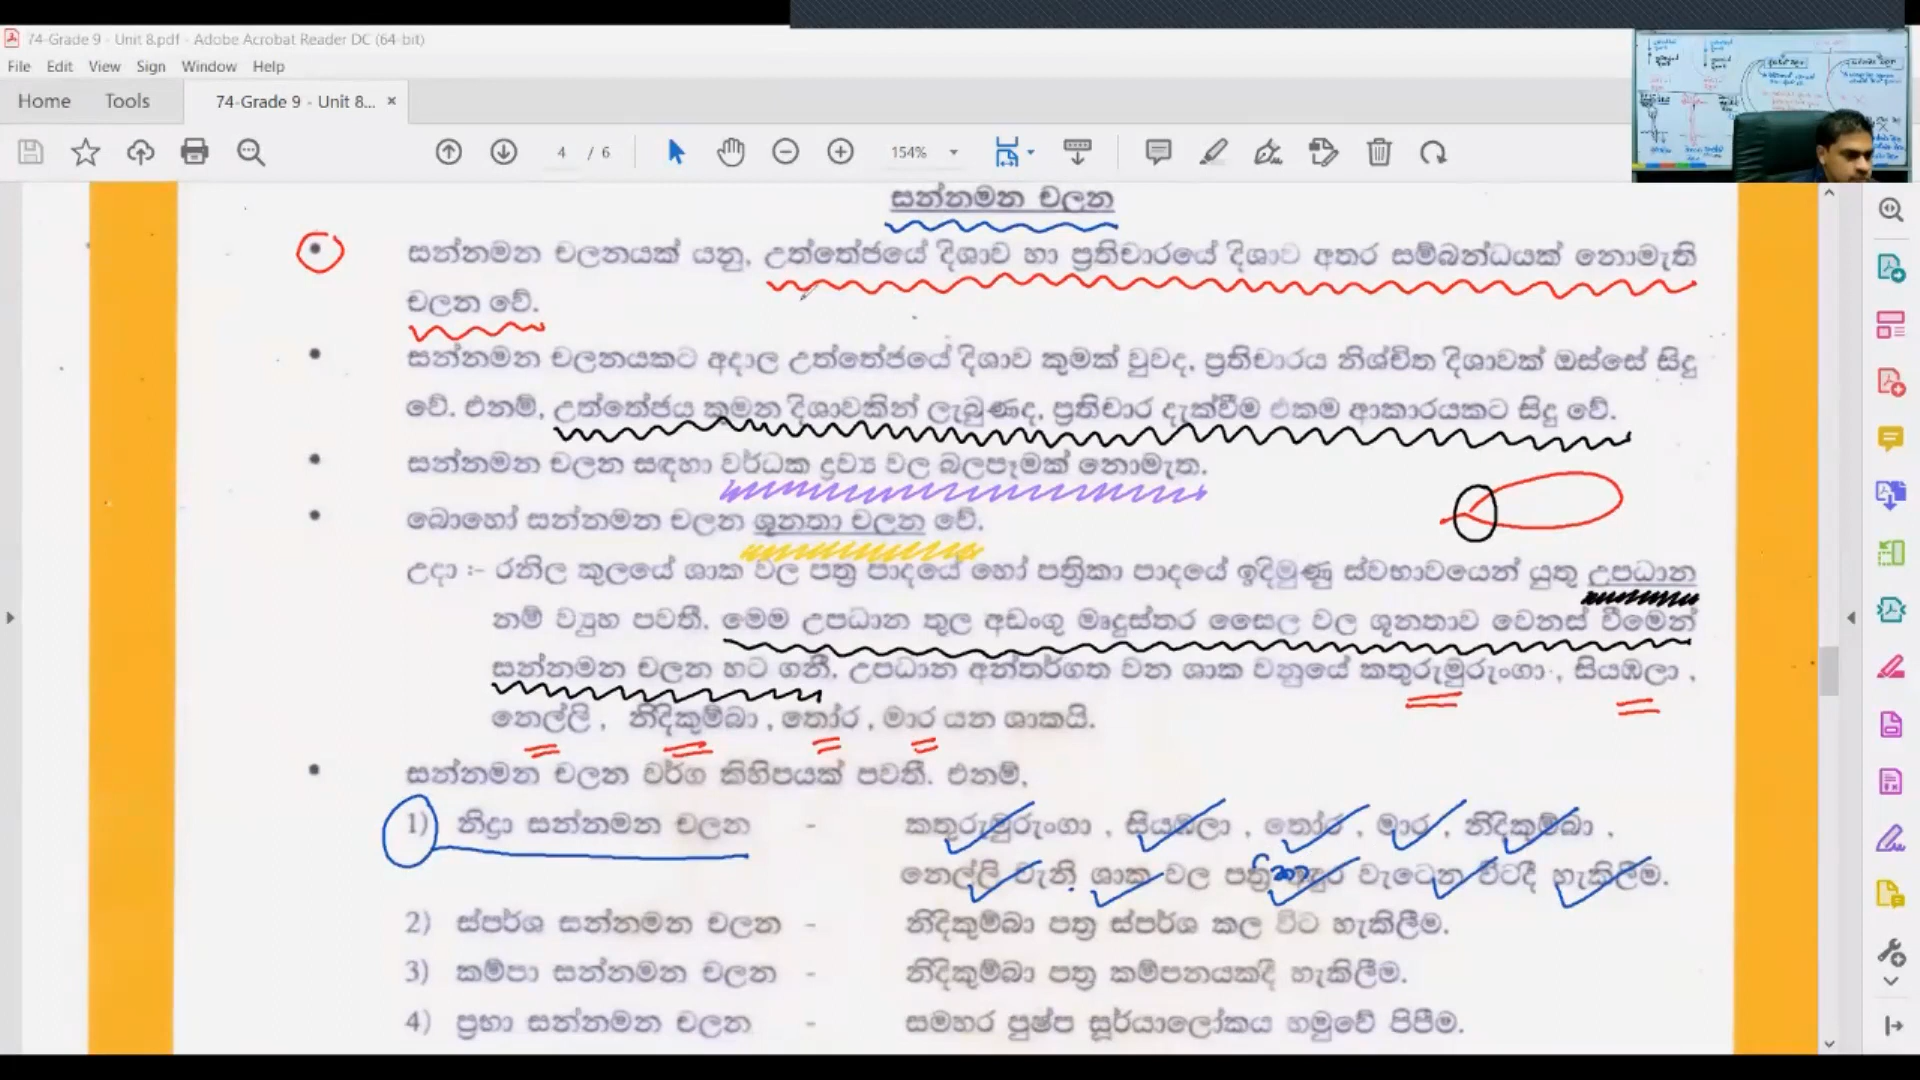 74-Grade 9 - Unit 8.pdf - Adobe Acrobat Reader DC (64-bit)
File Edit View Sign Window Help
Home Tools 74-Grade 9 - Unit 8... ×
4 / 6 154%
සන්නමන චලන
• සන්නමන චලනයක් යනු, උත්තේජයේ දිශාව හා ප්‍රතිචාරයේ දිශාව අතර සම්බන්ධයක් නොමැති
චලන වේ.
• සන්නමන චලනයකට අදාල උත්තේජයේ දිශාව කුමක් වුවද, ප්‍රතිචාරය නිශ්චිත දිශාවක් ඔස්සේ සිදු
වේ. එනම්, උත්තේජය කුමන දිශාවකින් ලැබුණද, ප්‍රතිචාර දැක්වීම එකම ආකාරයකට සිදු වේ.
• සන්නමන චලන සඳහා වර්ධක ද්‍රව්‍ය වල බලපෑමක් නොමැත.
• බොහෝ සන්නමන චලන ශූනතා චලන වේ.
උදා :- රනිල කුලයේ ශාක වල පත්‍ර පාදයේ හෝ පත්‍රිකා පාදයේ ඉදිමුණු ස්වභාවයෙන් යුතු උපධාන
නම් ව්‍යුහ පවතී. මෙම උපධාන තුල අඩංගු මෘදුස්තර සෛල වල ශූනතාව වෙනස් වීමෙන්
සන්නමන චලන හට ගනී. උපධාන අන්තර්ගත වන ශාක වනුයේ කතුරුමුරුංගා , සියඹලා ,
නෙල්ලි , නිදිකුම්බා , තෝර , මාර යන ශාකයි.
• සන්නමන චලන වර්ග කිහිපයක් පවතී. එනම්,
1) නිද්‍රා සන්නමන චලන - කතුරුමුරුංගා , සියඹලා , තෝර , මාර , නිදිකුම්බා ,
නෙල්ලි වැනි ශාක වල වැටෙන විටදී හැකිලීම.
2) ස්පර්ශ සන්නමන චලන - නිදිකුම්බා පත්‍ර ස්පර්ශ කල විට හැකිලීම.
3) කම්පා සන්නමන චලන - නිදිකුම්බා පත්‍ර කම්පනයකදී හැකිලීම.
4) ප්‍රභා සන්නමන චලන - සමහර පුෂ්ප සූර්යාලෝකය හමුවේ පිපීම.